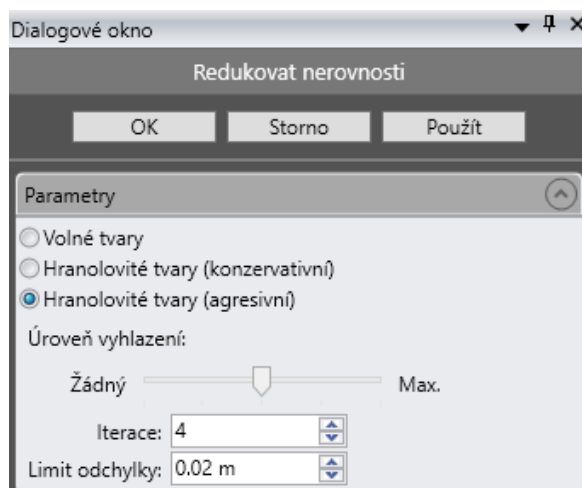 Dialogové okno
Redukovat nerovnosti
OK Storno Použít
Parametry
Volné tvary
Hranolovité tvary (konzervativní)
Hranolovité tvary (agresivní)
Úroveň vyhlazení:
Žádný Max.
Iterace: 4
Limit odchylky: 0.02 m